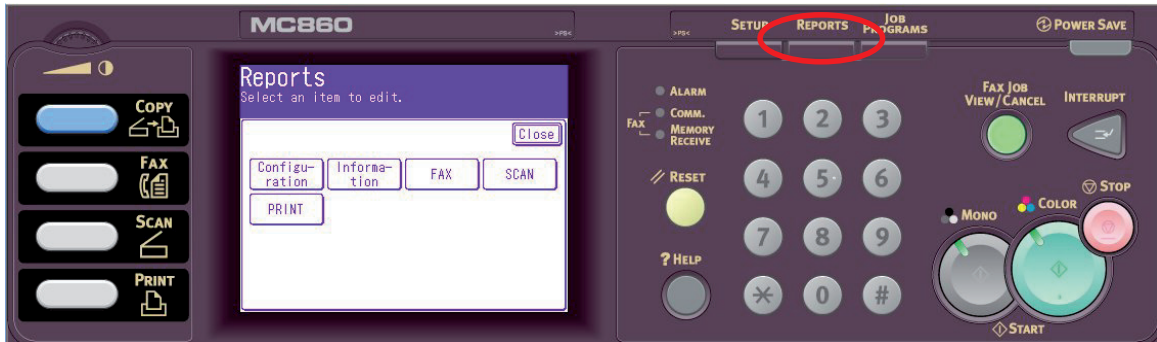 MC860
>PS<
>PS<
SETUP
REPORTS
JOB
PROGRAMS
POWER SAVE
COPY
FAX
SCAN
PRINT
Reports
Select an item to edit.
Close
Configu-
ration
Informa-
tion
FAX
SCAN
PRINT
ALARM
FAX
COMM.
MEMORY
RECEIVE
RESET
? HELP
1
2
3
4
5
6
7
8
9
0
#
FAX JOB
VIEW/CANCEL
INTERRUPT
STOP
MONO
COLOR
START